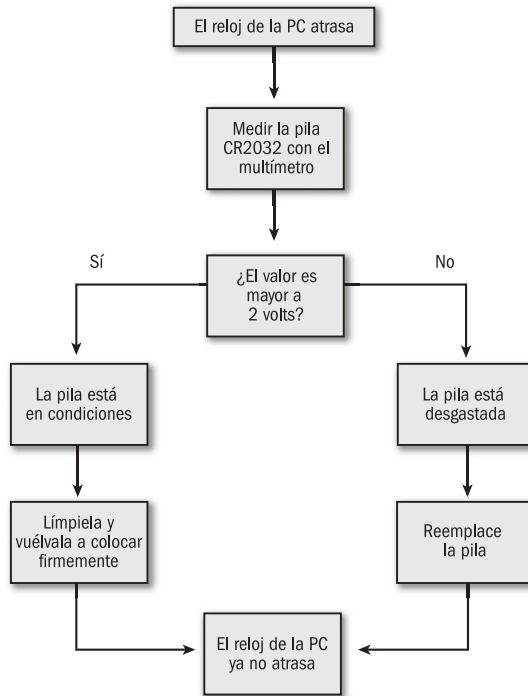 El reloj de la PC atrasa
Medir la pila
CR2032 con el
multímetro
Sí
¿El valor es
mayor a
2 volts?
No
La pila está
en condiciones
La pila está
desgastada
Límpiela y
vuélvala a colocar
firmemente
Reemplace
la pila
El reloj de la PC
ya no atrasa